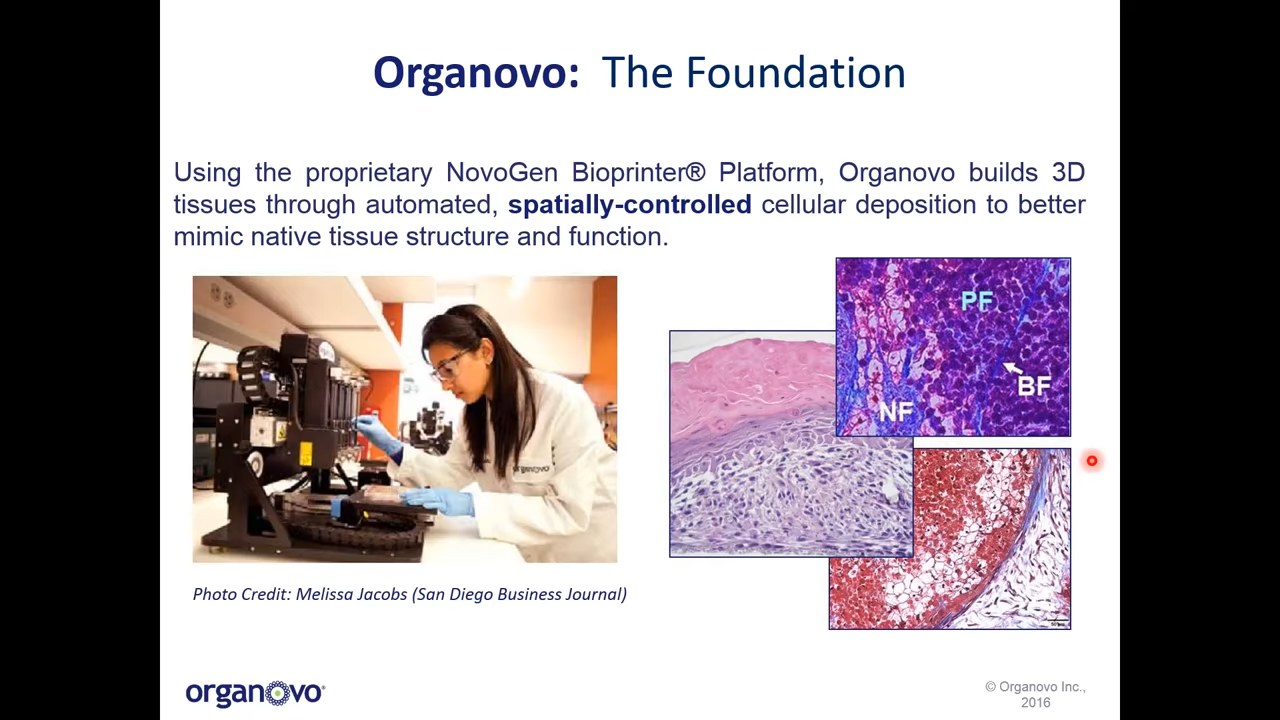 Organovo: The Foundation
Using the proprietary NovoGen Bioprinter® Platform, Organovo builds 3D
tissues through automated, spatially-controlled cellular deposition to better
mimic native tissue structure and function.
PF
BF
NF
organovo
Photo Credit: Melissa Jacobs (San Diego Business Journal)
organovo®
© Organovo Inc.,
2016